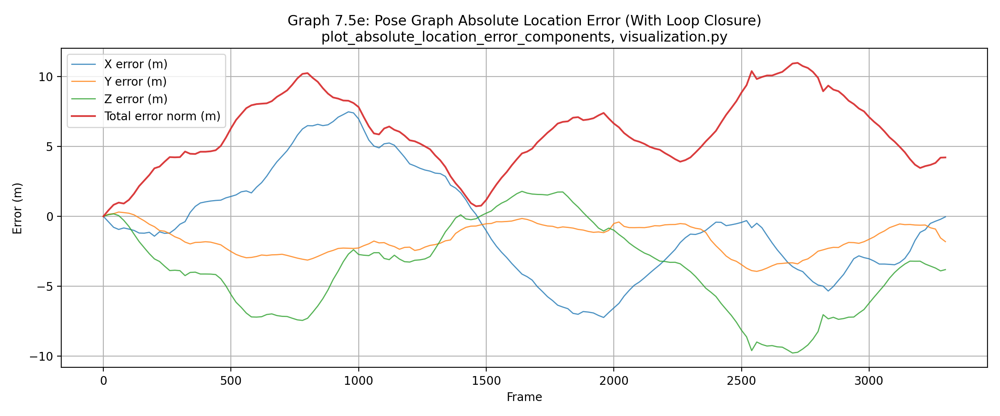 Graph 7.5e: Pose Graph Absolute Location Error (With Loop Closure)
plot_absolute_location_error_components, visualization.py
X error (m)
Y error (m)
Z error (m)
Total error norm (m)
Error (m)
10
5
0
−5
−10
0
500
1000
1500
2000
2500
3000
Frame